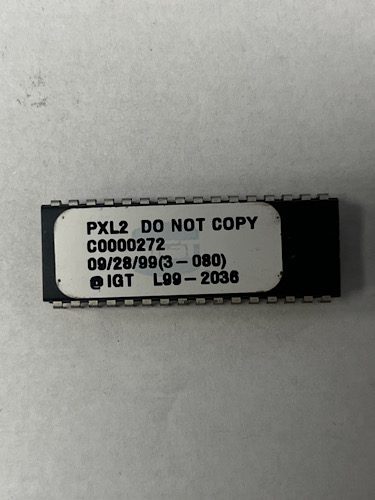 PXL2 DO NOT COPY
C0000272
09/28/99(3-080)
@IGT L99-2036